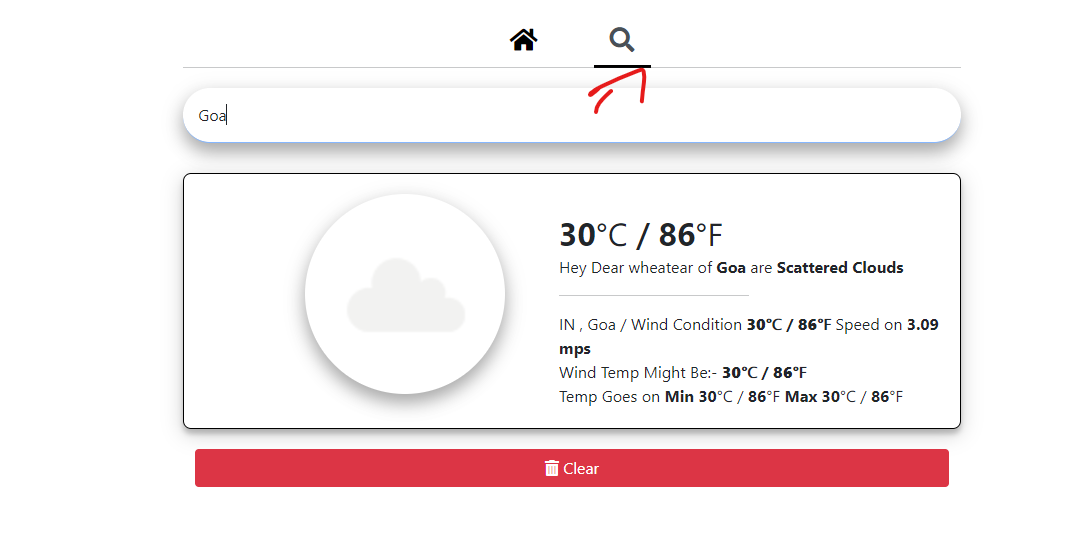 Goa
30°C / 86°F
Hey Dear wheatear of Goa are Scattered Clouds
IN , Goa / Wind Condition 30°C / 86°F Speed on 3.09
mps
Wind Temp Might Be:- 30°C / 86°F
Temp Goes on Min 30°C / 86°F Max 30°C / 86°F
Clear